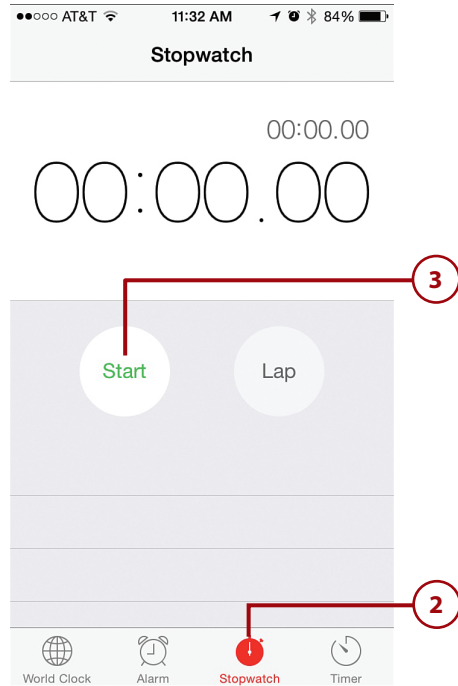 AT&T 11:32 AM 84%
Stopwatch
00:00.00
00:00.00
3
Start Lap
2
World Clock Alarm Stopwatch Timer